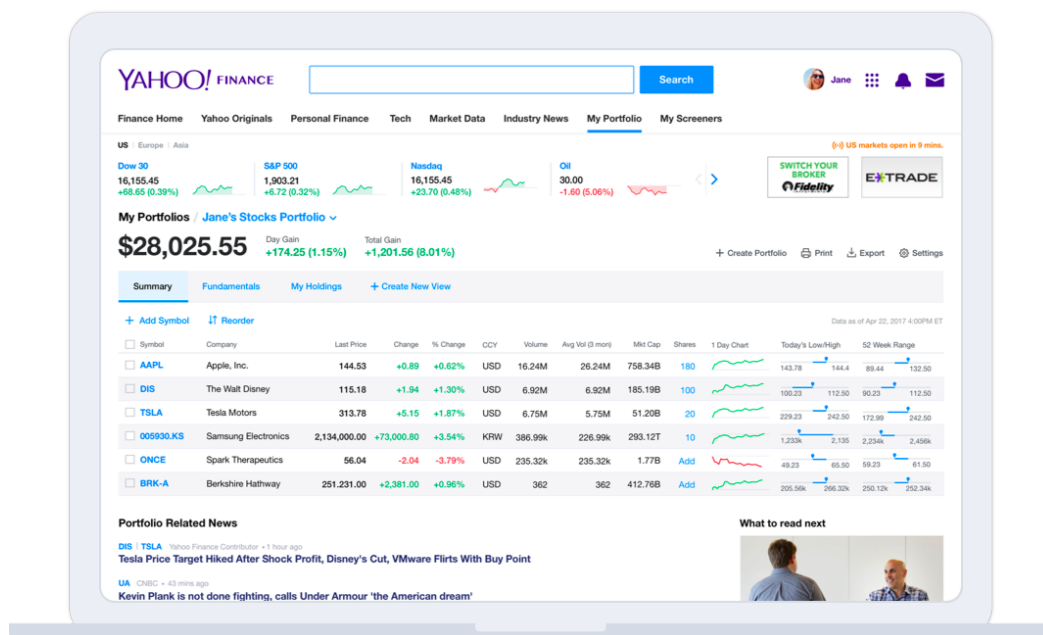 YAHOO! FINANCE Search Jane
Finance Home Yahoo Originals Personal Finance Tech Market Data Industry News My Portfolio My Screeners
US | Europe | Asia US markets open in 9 mins.
Dow 30 S&P 500 Nasdaq Oil
16,155.45 1,903.21 16,155.45 30.00
+68.65 (0.39%) +6.72 (0.32%) +23.70 (0.48%) -1.60 (5.06%)
SWITCH YOUR
BROKER
Fidelity
E*TRADE
My Portfolios / Jane's Stocks Portfolio
$28,025.55
Day Gain Total Gain
+174.25 (1.15%) +1,201.56 (8.01%)
+ Create Portfolio Print Export Settings
Summary Fundamentals My Holdings + Create New View
+ Add Symbol Reorder Data as of Apr 22, 2017 4:00PM ET
Symbol Company Last Price Change % Change CCY Volume Avg Vol (3 mon) Mkt Cap Shares 1 Day Chart Today's Low/High 52 Week Range
AAPL Apple, Inc. 144.53 +0.89 +0.62% USD 16.24M 26.24M 758.34B 180 143.78 144.4 89.44 132.50
DIS The Walt Disney 115.18 +1.94 +1.30% USD 6.92M 6.92M 185.19B 100 100.23 112.50 90.23 112.50
TSLA Tesla Motors 313.78 +5.15 +1.87% USD 6.75M 5.75M 51.20B 20 229.23 242.50 172.99 242.50
005930.KS Samsung Electronics 2,134,000.00 +73,000.80 +3.54% KRW 386.99k 226.99k 293.12T 10 1,233k 2,135 2,234k 2,456k
ONCE Spark Therapeutics 56.04 -2.04 -3.79% USD 235.32k 235.32k 1.77B Add 49.23 65.50 59.23 61.50
BRK-A Berkshire Hathway 251.231.00 +2,381.00 +0.96% USD 362 362 412.76B Add 205.56k 266.32k 250.12k 252.34k
Portfolio Related News What to read next
DIS | TSLA Yahoo Finance Contributor • 1 hour ago
Tesla Price Target Hiked After Shock Profit, Disney's Cut, VMware Flirts With Buy Point
UA CNBC • 43 mins ago
Kevin Plank is not done fighting, calls Under Armour 'the American dream'